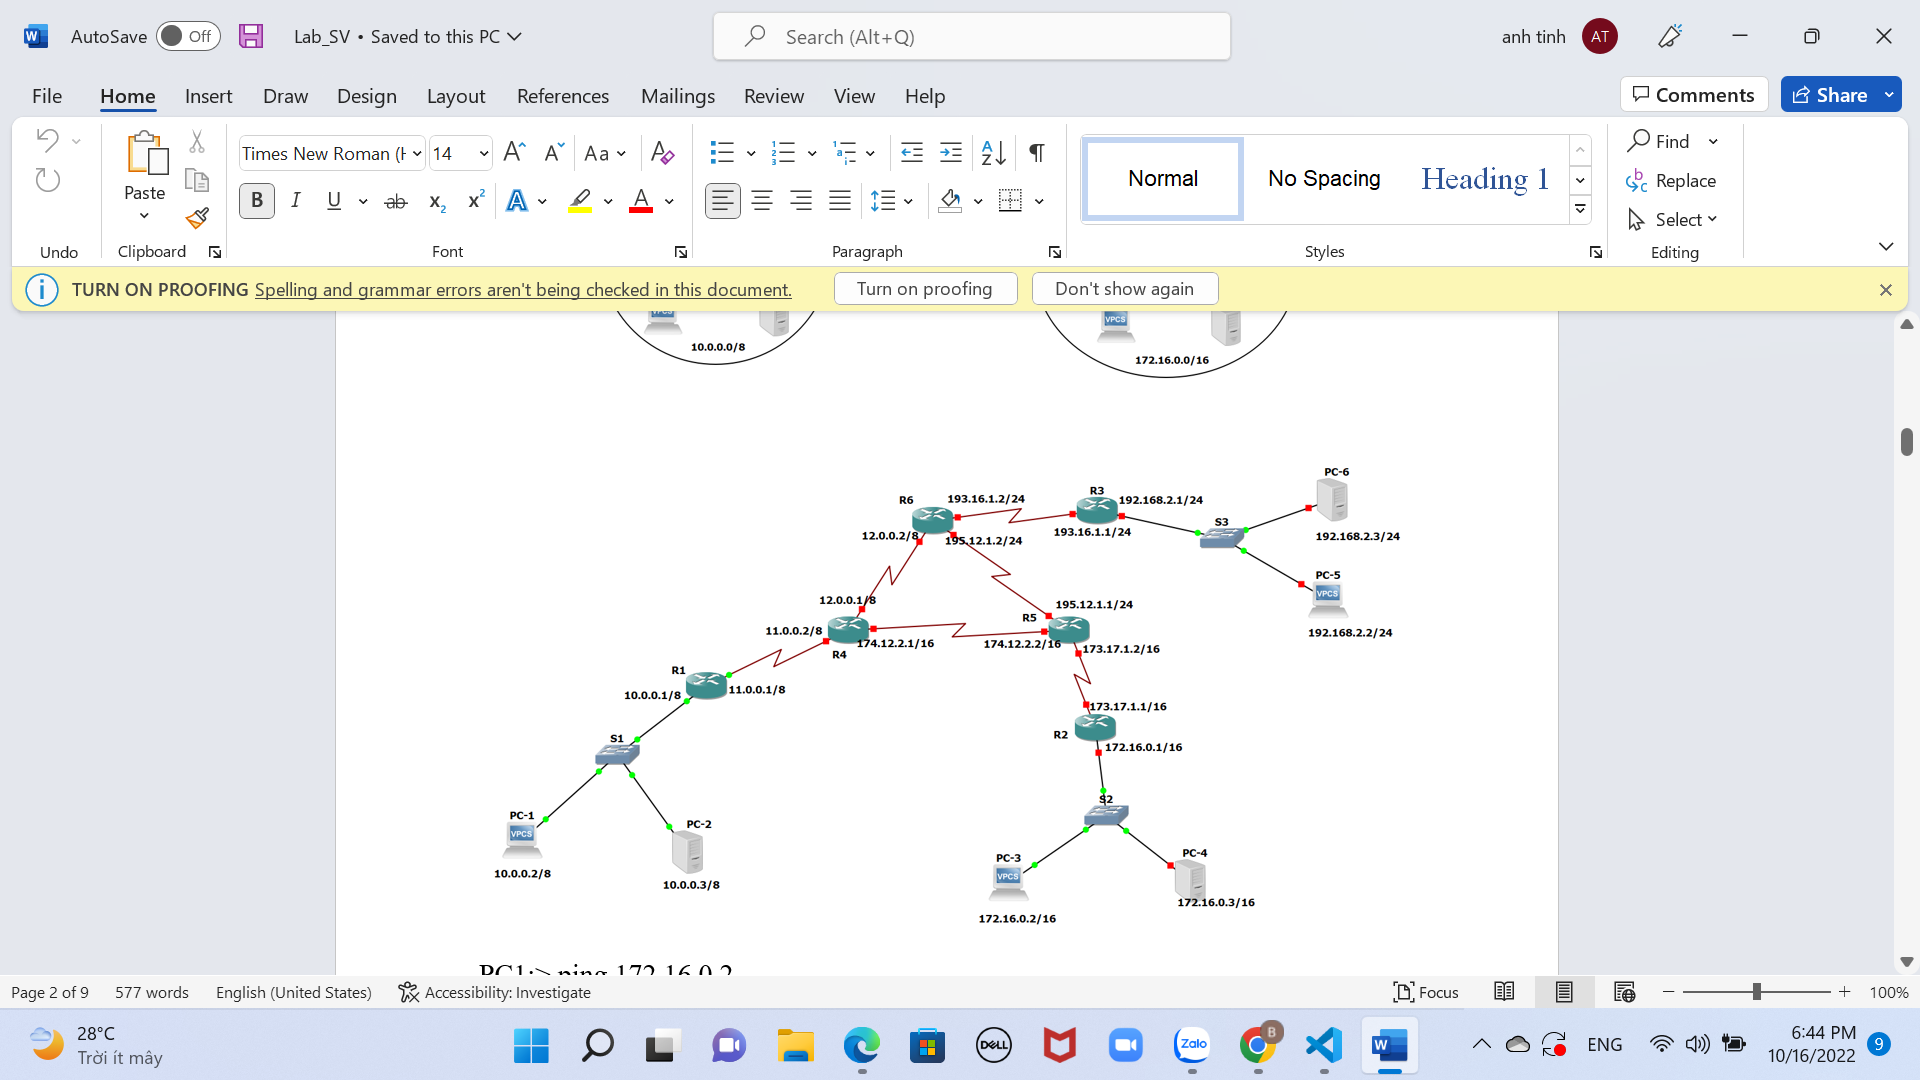 AutoSave Off Lab_SV • Saved to this PC Search (Alt+Q) anh tinh AT
File Home Insert Draw Design Layout References Mailings Review View Help Comments Share
Times New Roman (H 14 Aa
Paste B I U ab
Normal No Spacing Heading 1
Find
Replace
Select
Undo Clipboard Font Paragraph Styles Editing
TURN ON PROOFING Spelling and grammar errors aren't being checked in this document. Turn on proofing Don't show again
VPCS VPCS
10.0.0.0/8 172.16.0.0/16
PC-6
R6 193.16.1.2/24 R3 192.168.2.1/24
S3
12.0.0.2/8 195.12.1.2/24 193.16.1.1/24 192.168.2.3/24
PC-5
VPCS
12.0.0.1/8 195.12.1.1/24
R5
11.0.0.2/8 192.168.2.2/24
174.12.2.1/16 174.12.2.2/16 173.17.1.2/16
R4
R1
10.0.0.1/8 11.0.0.1/8
173.17.1.1/16
R2
S1 172.16.0.1/16
S2
PC-1 PC-2
VPCS
PC-3 PC-4
10.0.0.2/8 VPCS
10.0.0.3/8
172.16.0.3/16
172.16.0.2/16
PC1:> ping 172.16.0.2
Page 2 of 9 577 words English (United States) Accessibility: Investigate Focus 100%
28°C
Trời ít mây
DELL Zalo B ENG
6:44 PM
10/16/2022 9